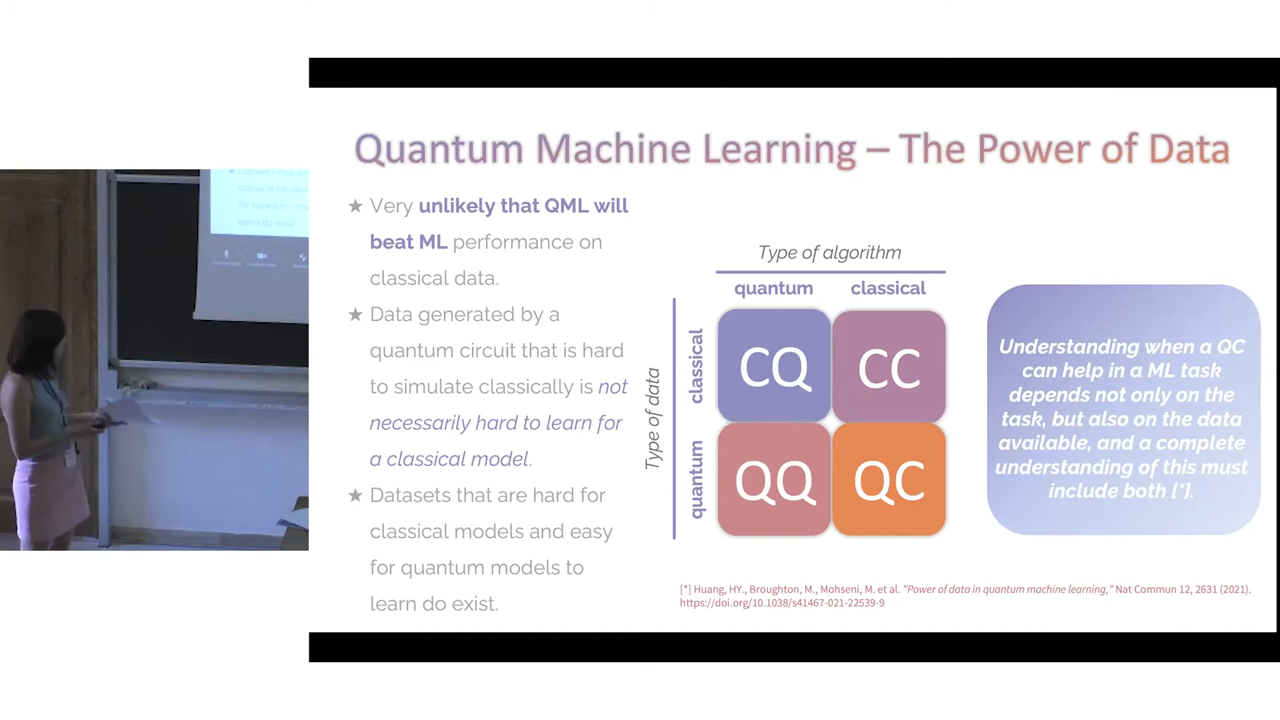 Quantum Machine Learning – The Power of Data
★ Very unlikely that QML will
beat ML performance on
classical data.
★ Data generated by a
quantum circuit that is hard
to simulate classically is not
necessarily hard to learn for
a classical model.
★ Datasets that are hard for
classical models and easy
for quantum models to
learn do exist.
Type of algorithm
quantum classical
Type of data
classical
quantum
CQ CC
QQ QC
Understanding when a QC
can help in a ML task
depends not only on the
task, but also on the data
available, and a complete
understanding of this must
include both [*].
[*] Huang, HY., Broughton, M., Mohseni, M. et al. "Power of data in quantum machine learning," Nat Commun 12, 2631 (2021).
https://doi.org/10.1038/s41467-021-22539-9
for quantum
learn do exist.